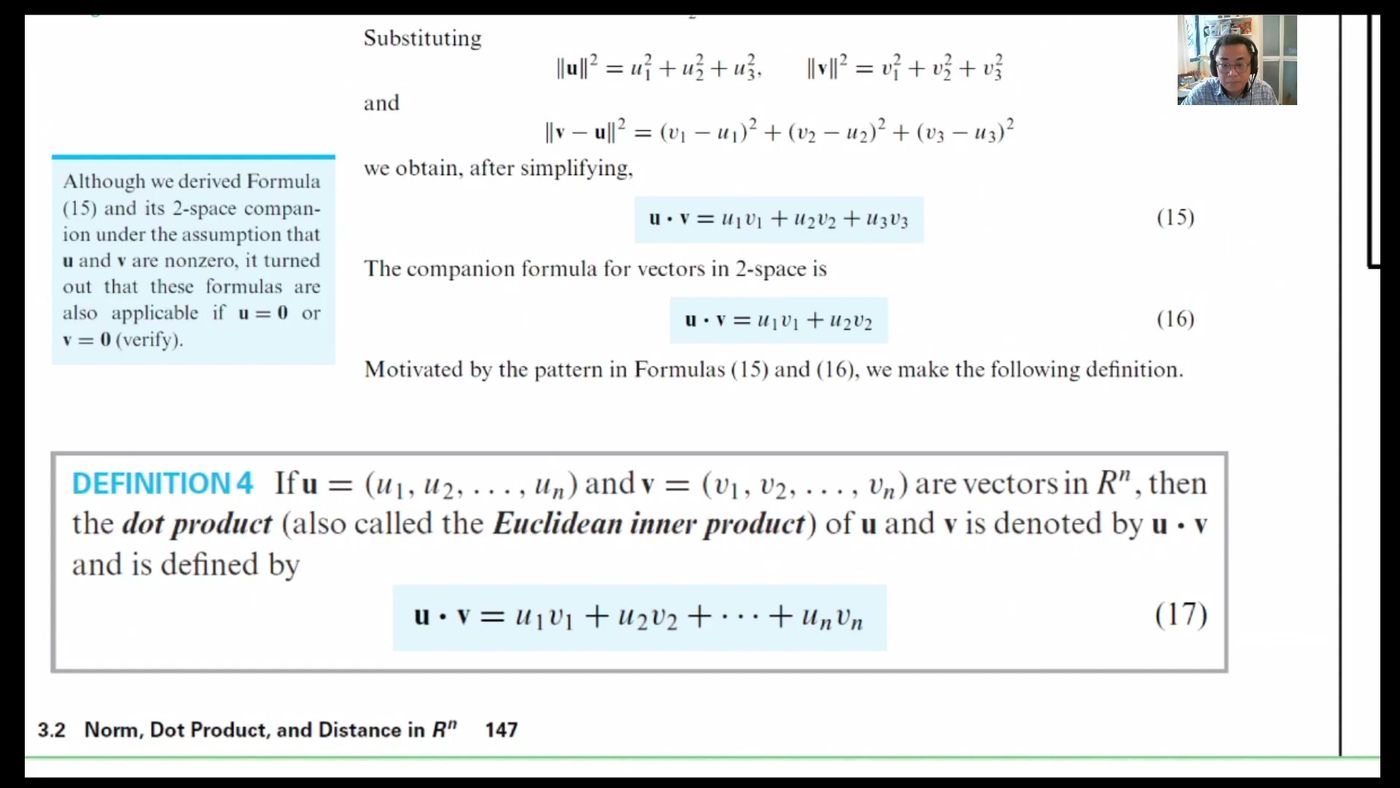 Substituting
‖u‖² = u₁² + u₂² + u₃², ‖v‖² = v₁² + v₂² + v₃²
and
‖v − u‖² = (v₁ − u₁)² + (v₂ − u₂)² + (v₃ − u₃)²
we obtain, after simplifying,
u · v = u₁v₁ + u₂v₂ + u₃v₃ (15)
The companion formula for vectors in 2-space is
u · v = u₁v₁ + u₂v₂ (16)
Motivated by the pattern in Formulas (15) and (16), we make the following definition.
Although we derived Formula
(15) and its 2-space compan-
ion under the assumption that
u and v are nonzero, it turned
out that these formulas are
also applicable if u = 0 or
v = 0 (verify).
DEFINITION 4 If u = (u₁, u₂, . . . , uₙ) and v = (v₁, v₂, . . . , vₙ) are vectors in Rⁿ, then
the dot product (also called the Euclidean inner product) of u and v is denoted by u · v
and is defined by
u · v = u₁v₁ + u₂v₂ + · · · + uₙvₙ (17)
3.2 Norm, Dot Product, and Distance in Rⁿ 147